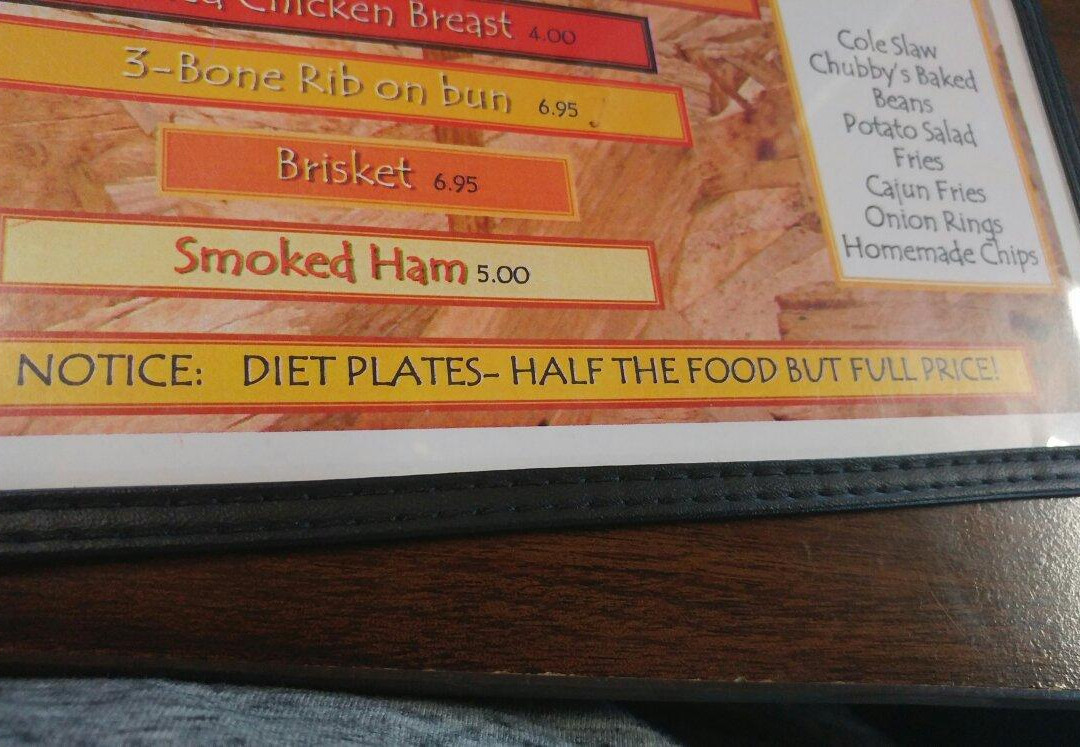 Chicken Breast 4.00
3-Bone Rib on bun 6.95
Brisket 6.95
Smoked Ham 5.00
NOTICE: DIET PLATES- HALF THE FOOD BUT FULL PRICE!
Cole Slaw
Chubby's Baked
Beans
Potato Salad
Fries
Cajun Fries
Onion Rings
Homemade Chips